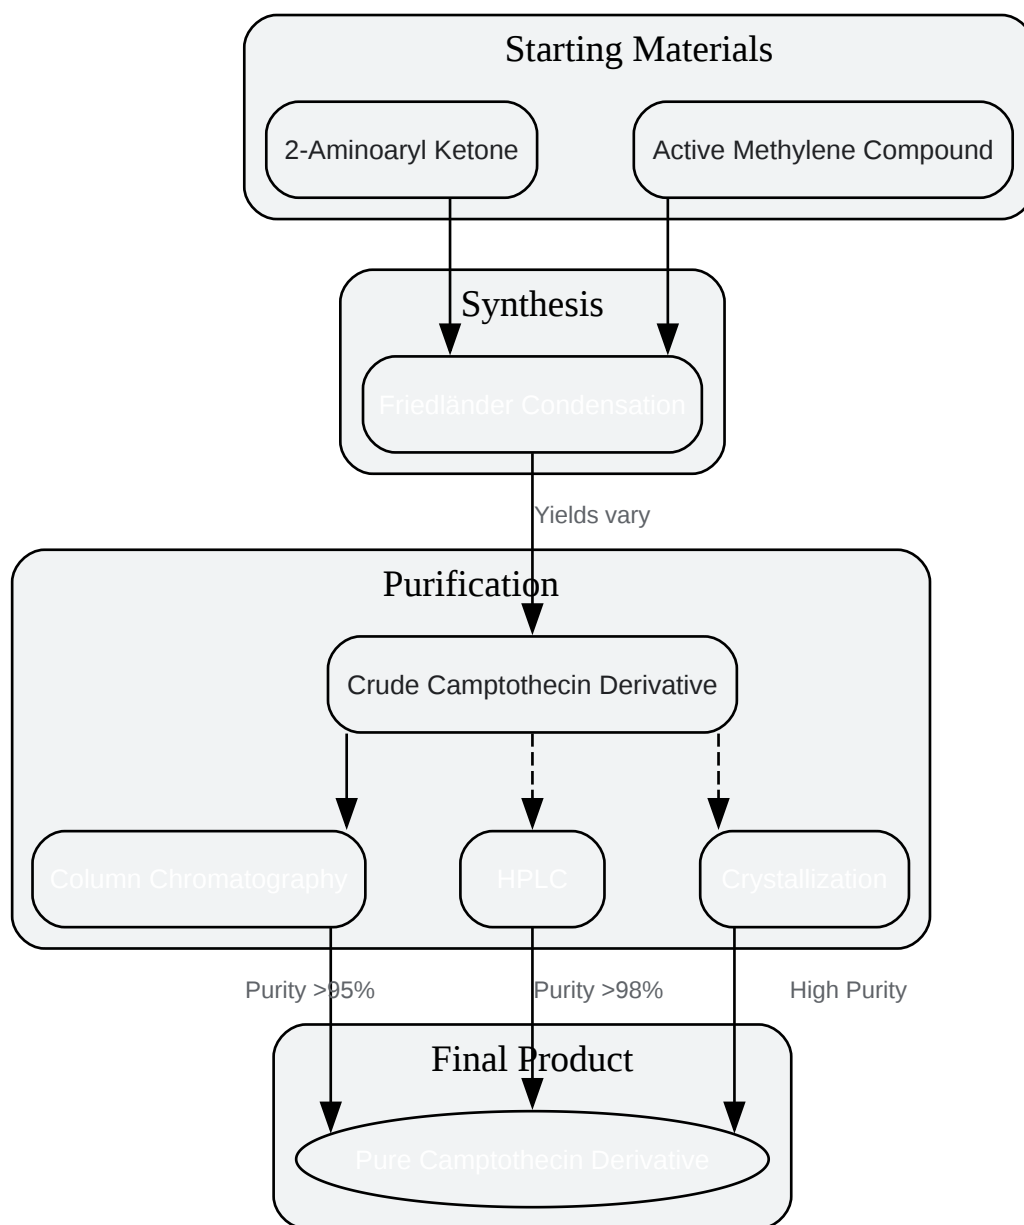 Starting Materials
2-Aminoaryl Ketone
Active Methylene Compound
Synthesis
Friedländer Condensation
Yields vary
Purification
Crude Camptothecin Derivative
Column Chromatography
HPLC
Crystallization
Purity >95%
Purity >98%
High Purity
Final Product
Pure Camptothecin Derivative